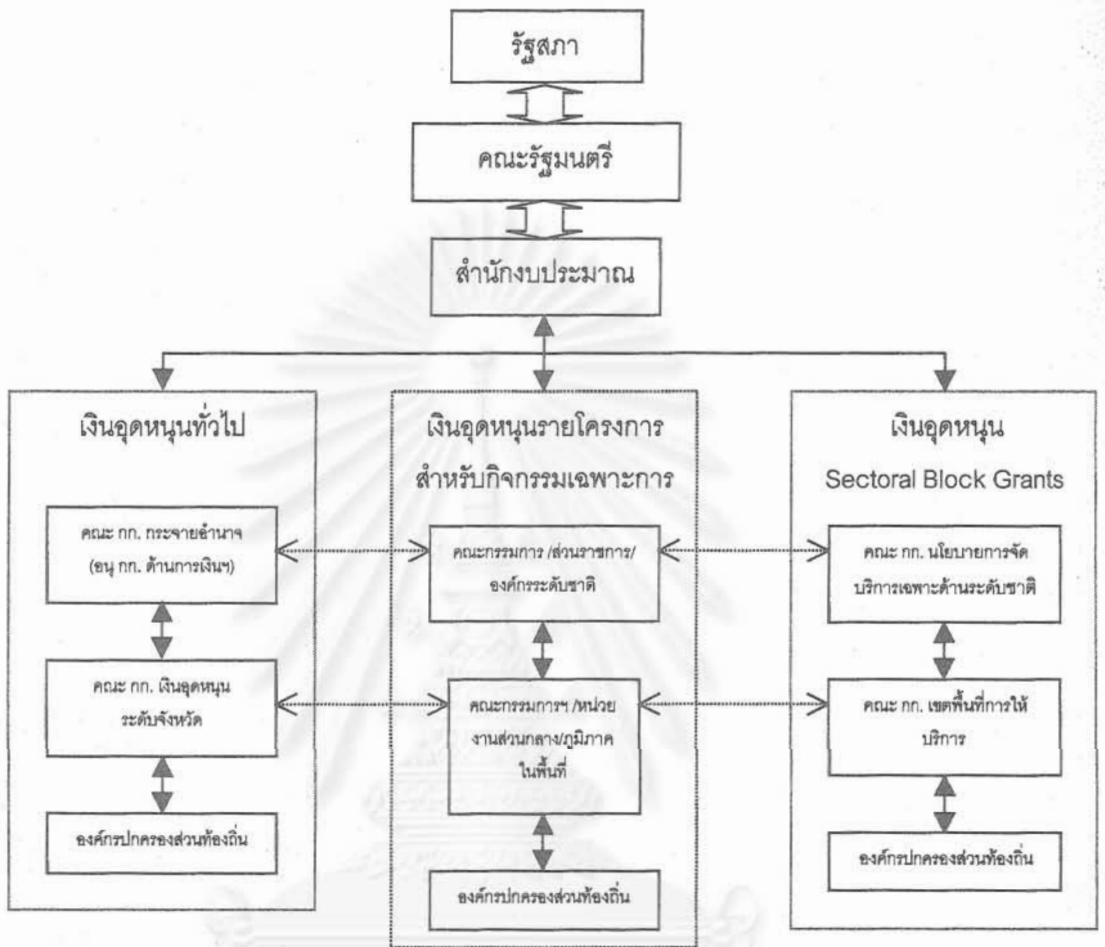 รัฐสภา
คณะรัฐมนตรี
สำนักงบประมาณ
เงินอุดหนุนทั่วไป
คณะ กก. กระจายอำนาจ
(อนุ กก. ด้านการเงินฯ)
คณะ กก. เงินอุดหนุน
ระดับจังหวัด
องค์กรปกครองส่วนท้องถิ่น
เงินอุดหนุนรายโครงการ
สำหรับกิจกรรมเฉพาะการ
คณะกรรมการ /ส่วนราชการ/
องค์กรระดับชาติ
คณะกรรมการฯ /หน่วย
งานส่วนกลาง/ภูมิภาค
ในพื้นที่
องค์กรปกครองส่วนท้องถิ่น
เงินอุดหนุน
Sectoral Block Grants
คณะ กก. นโยบายการจัด
บริการเฉพาะด้านระดับชาติ
คณะ กก. เขตพื้นที่การให้
บริการ
องค์กรปกครองส่วนท้องถิ่น